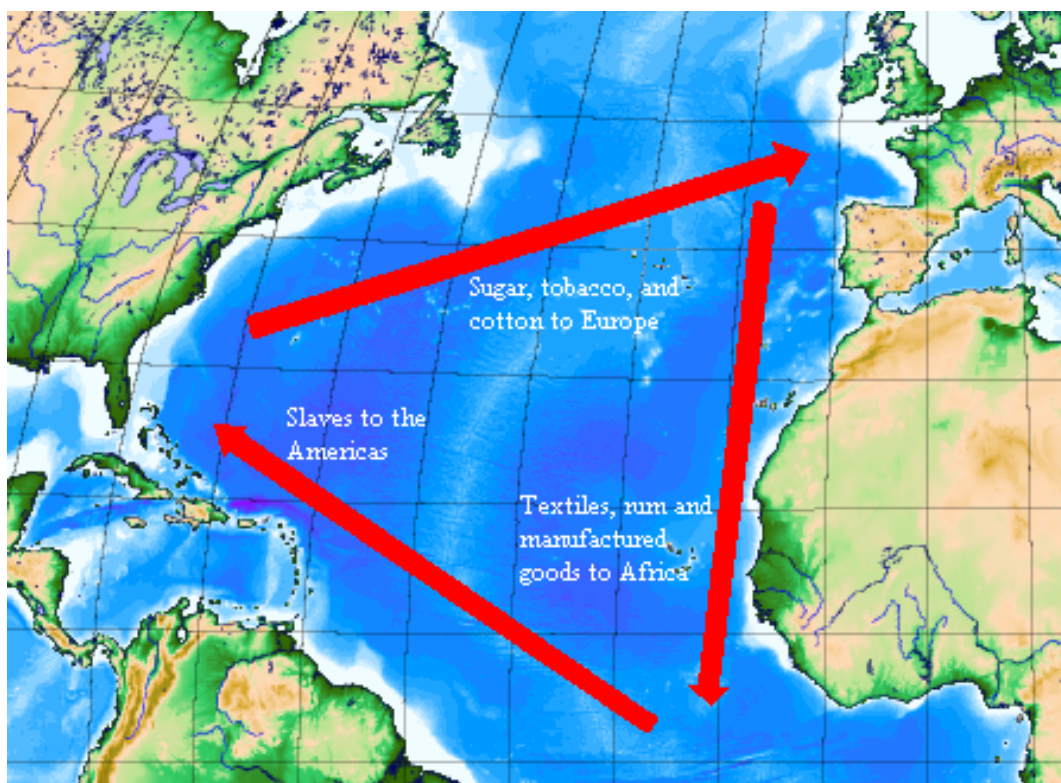 Sugar, tobacco, and
cotton to Europe
Slaves to the
Americas
Textiles, rum and
manufactured
goods to Africa